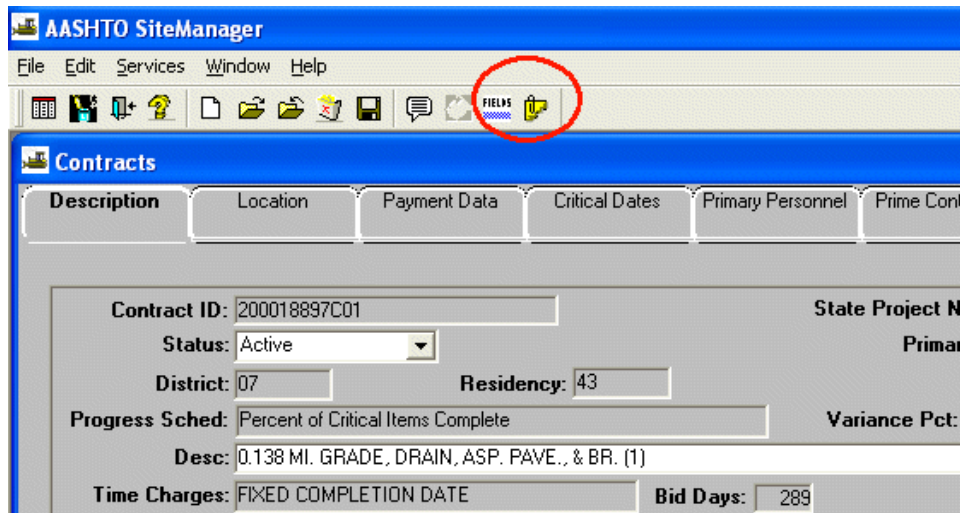 AASHTO SiteManager
File Edit Services Window Help
FIELDS
Contracts
Description Location Payment Data Critical Dates Primary Personnel Prime Cont
Contract ID: 200018897C01 State Project N
Status: Active Primar
District: 07 Residency: 43
Progress Sched: Percent of Critical Items Complete Variance Pct:
Desc: 0.138 MI. GRADE, DRAIN, ASP. PAVE., & BR. (1)
Time Charges: FIXED COMPLETION DATE Bid Days: 289